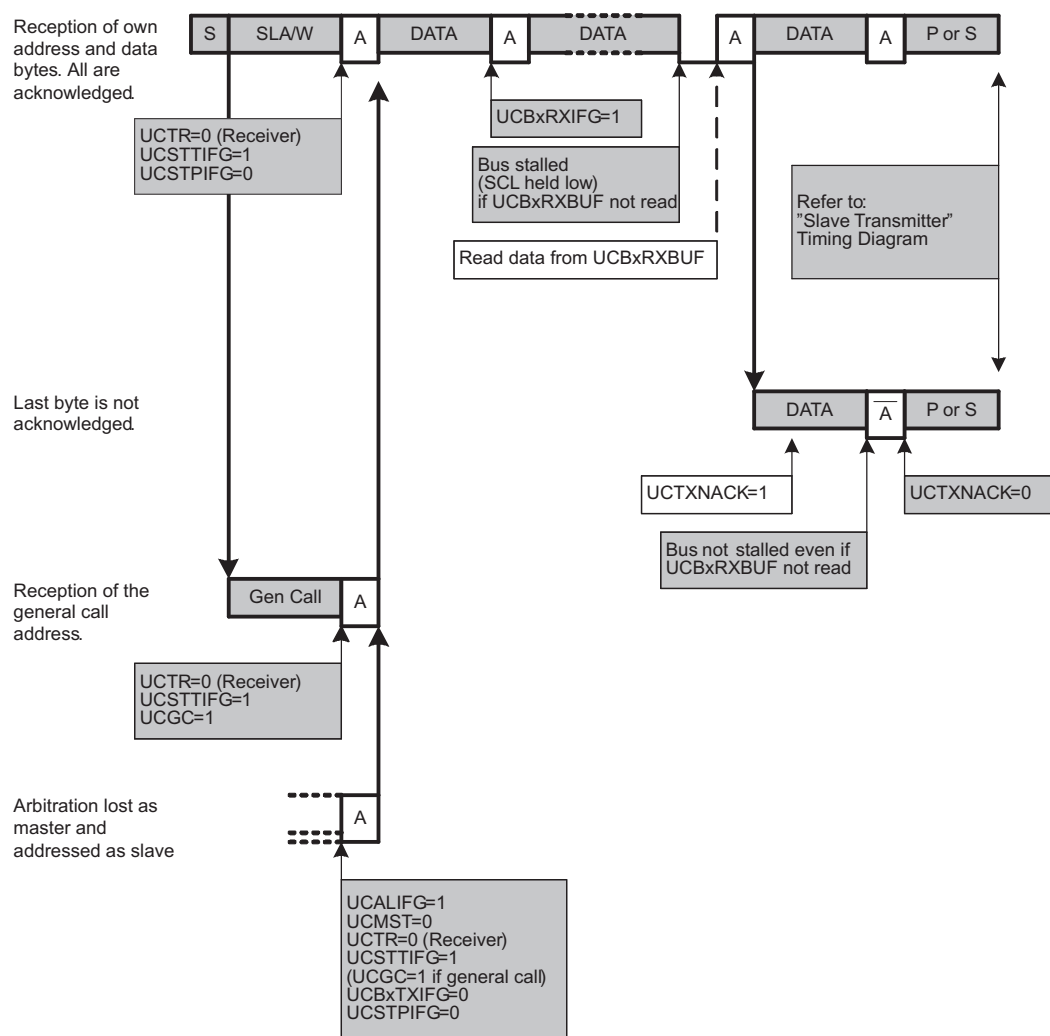 Reception of own
address and data
bytes. All are
acknowledged.
S SLA/W A DATA A DATA A DATA A P or S
UCTR=0 (Receiver)
UCSTTIFG=1
UCSTPIFG=0
UCBxRXIFG=1
Bus stalled
(SCL held low)
if UCBxRXBUF not read
Read data from UCBxRXBUF
Refer to:
”Slave Transmitter”
Timing Diagram
Last byte is not
acknowledged.
DATA A P or S
UCTXNACK=1
UCTXNACK=0
Bus not stalled even if
UCBxRXBUF not read
Reception of the
general call
address.
Gen Call A
UCTR=0 (Receiver)
UCSTTIFG=1
UCGC=1
Arbitration lost as
master and
addressed as slave
A
UCALIFG=1
UCMST=0
UCTR=0 (Receiver)
UCSTTIFG=1
(UCGC=1 if general call)
UCBxTXIFG=0
UCSTPIFG=0